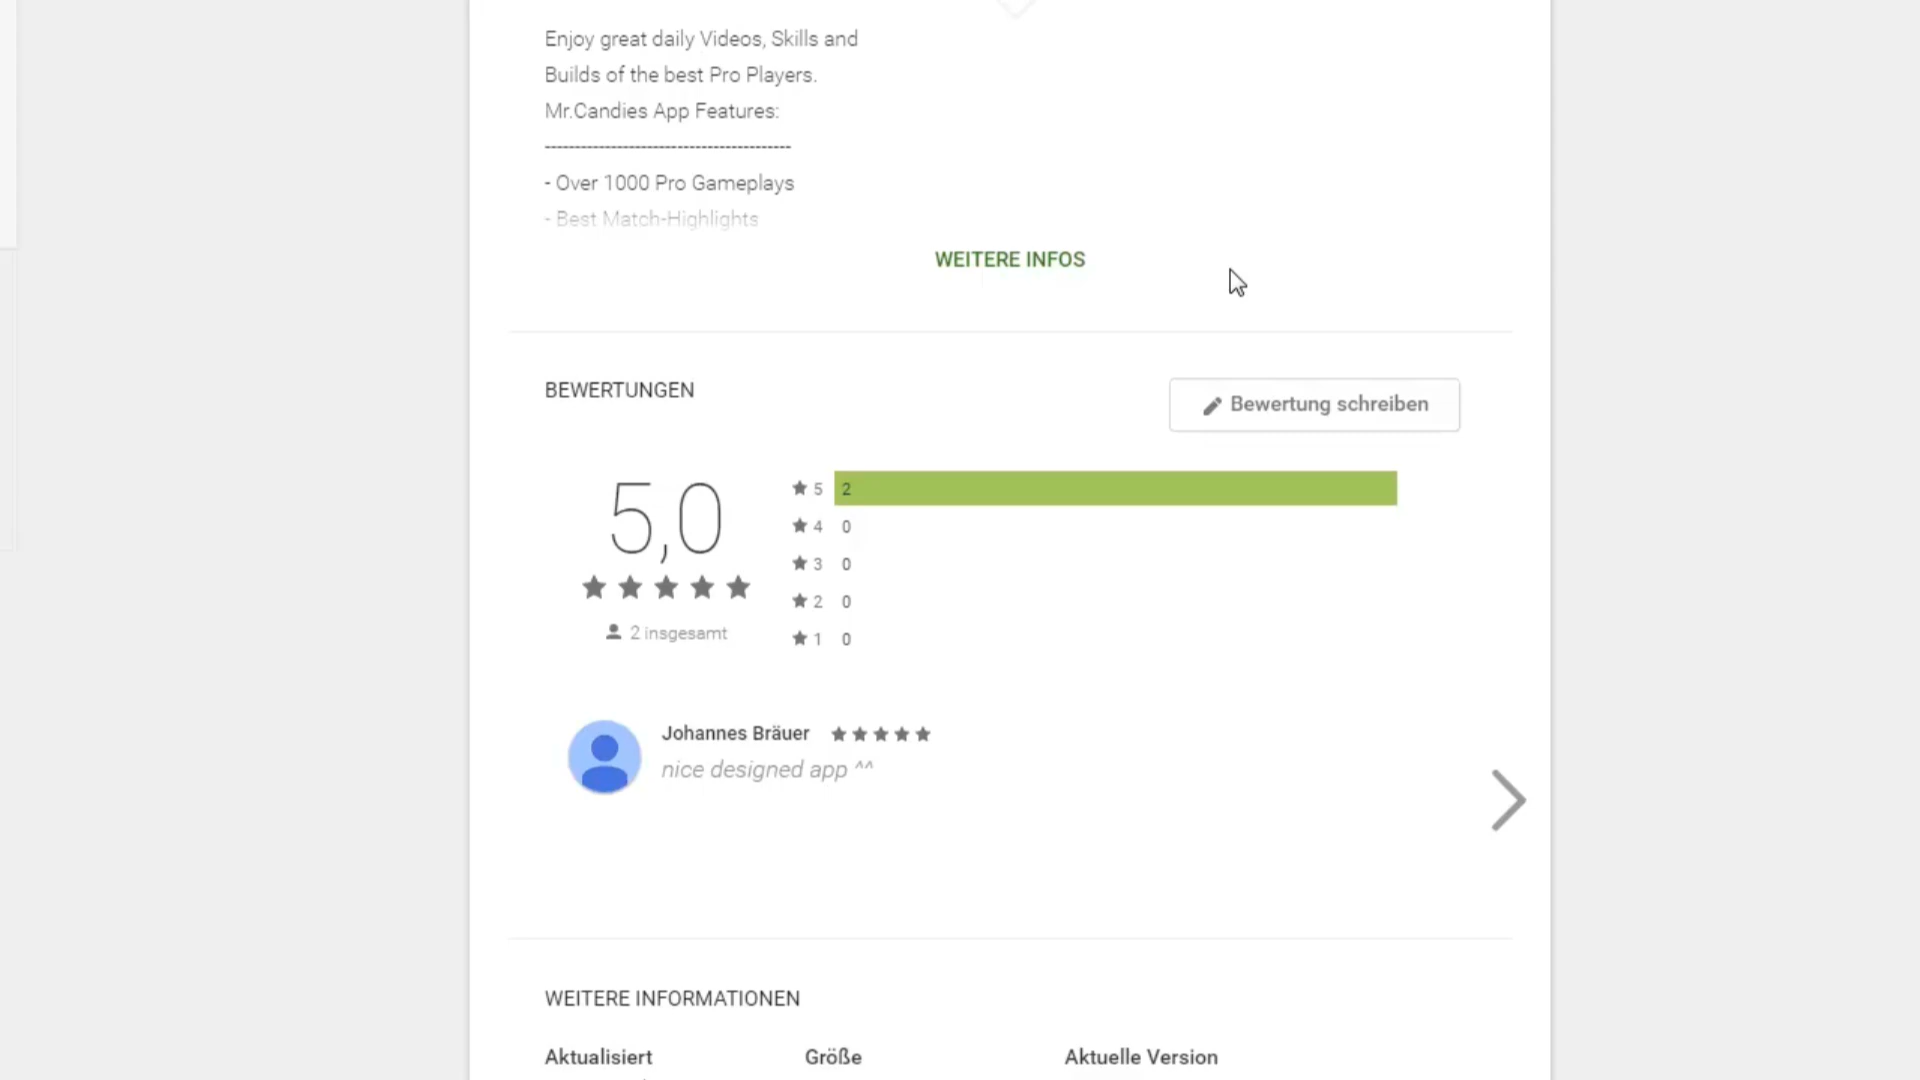 Enjoy great daily Videos, Skills and
Builds of the best Pro Players.
Mr.Candies App Features:
-----------------------------------------
- Over 1000 Pro Gameplays
- Best Match-Highlights
WEITERE INFOS
BEWERTUNGEN
Bewertung schreiben
5,0
2 insgesamt
5 2
4 0
3 0
2 0
1 0
Johannes Bräuer
nice designed app ^^
WEITERE INFORMATIONEN
Aktualisiert Größe Aktuelle Version